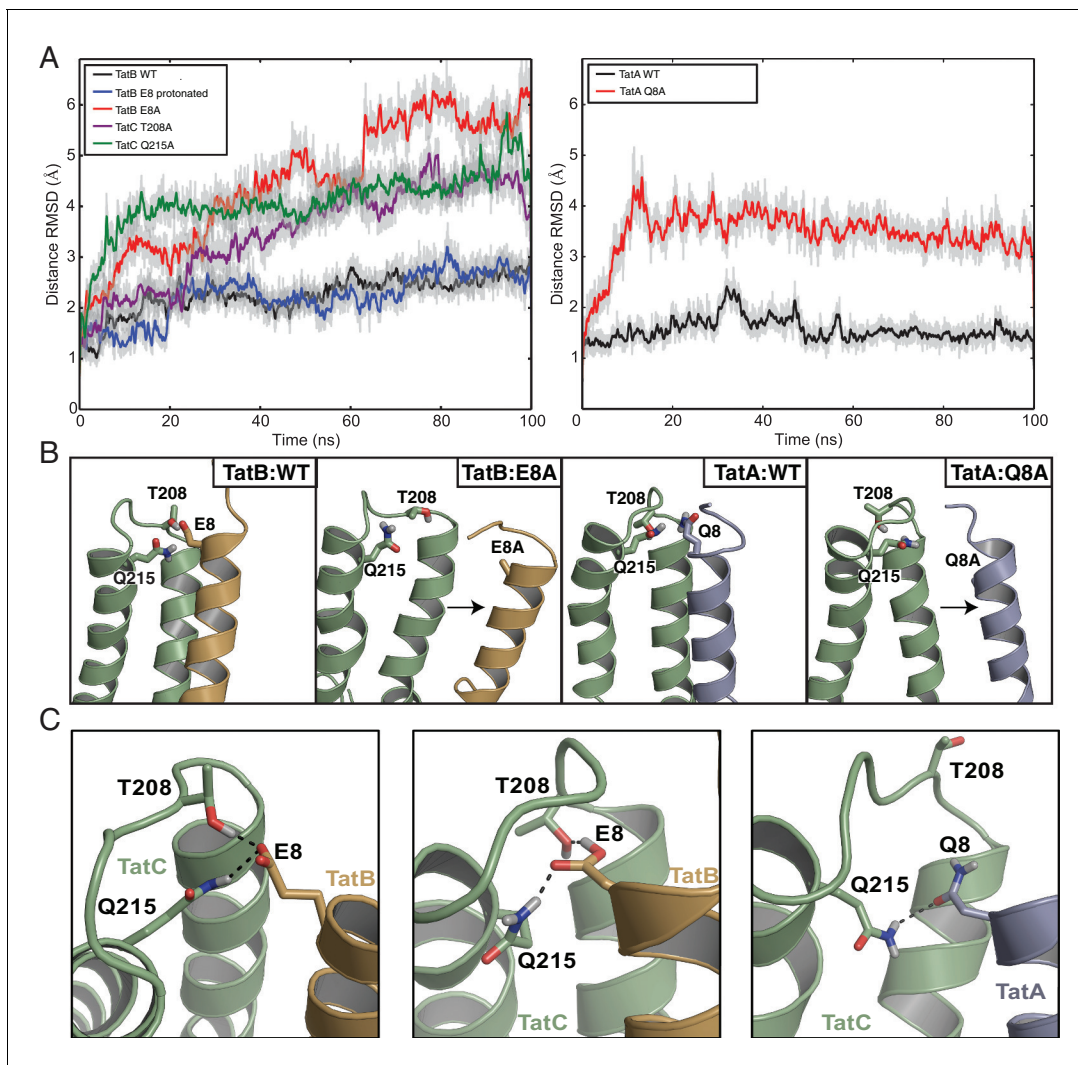 A
TatB WT
TatB E8 protonated
TatB E8A
TatC T208A
TatC Q215A
Distance RMSD (Å)
6
5
4
3
2
1
0
0 20 40 60 80 100
Time (ns)
TatA WT
TatA Q8A
Distance RMSD (Å)
6
5
4
3
2
1
0
0 20 40 60 80 100
Time (ns)
B
TatB:WT
T208
E8
Q215
TatB:E8A
T208
E8A
Q215
TatA:WT
T208
Q8
Q215
TatA:Q8A
T208
Q8A
Q215
C
T208
TatC
E8
TatB
Q215
T208
E8
TatB
Q215
TatC
T208
Q8
Q215
TatA
TatC